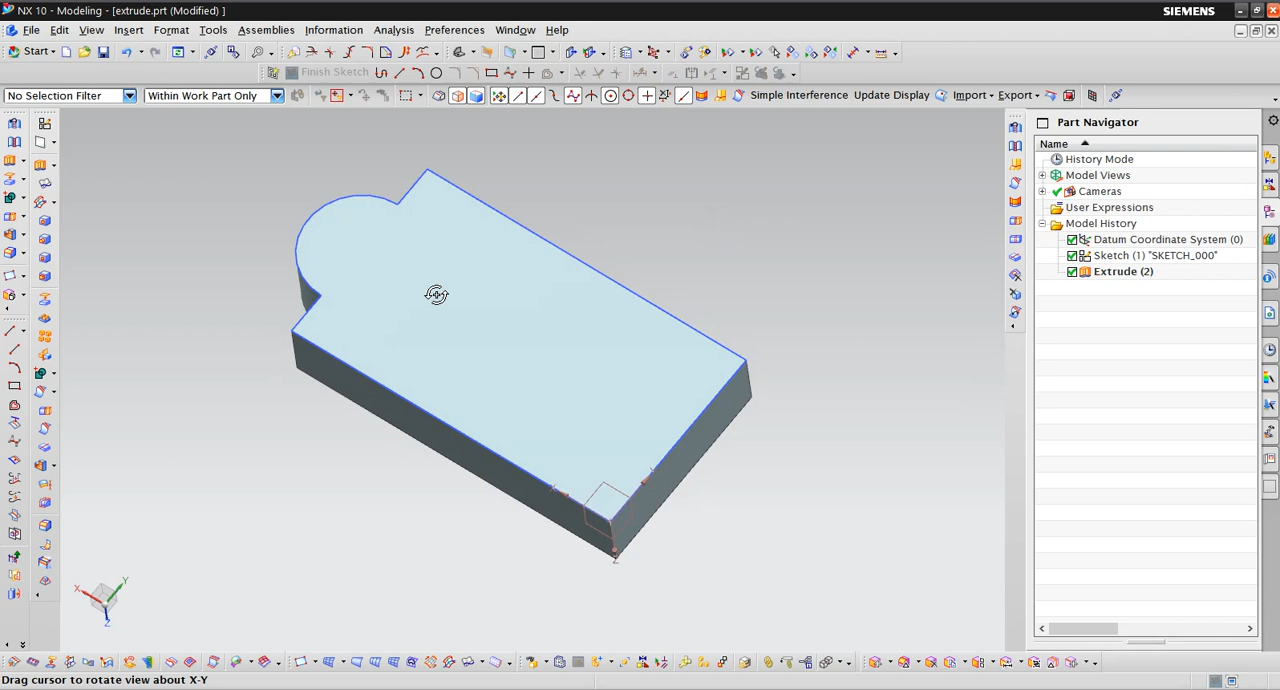 NX 10 - Modeling - [extrude.prt (Modified) ]
SIEMENS
File Edit View Insert Format Tools Assemblies Information Analysis Preferences Window Help
Start
Finish Sketch
No Selection Filter Within Work Part Only Simple Interference Update Display Import Export
Part Navigator
Name
History Mode
Model Views
Cameras
User Expressions
Model History
Datum Coordinate System (0)
Sketch (1) "SKETCH_000"
Extrude (2)
Z
X
Y
Z
Drag cursor to rotate view about X-Y